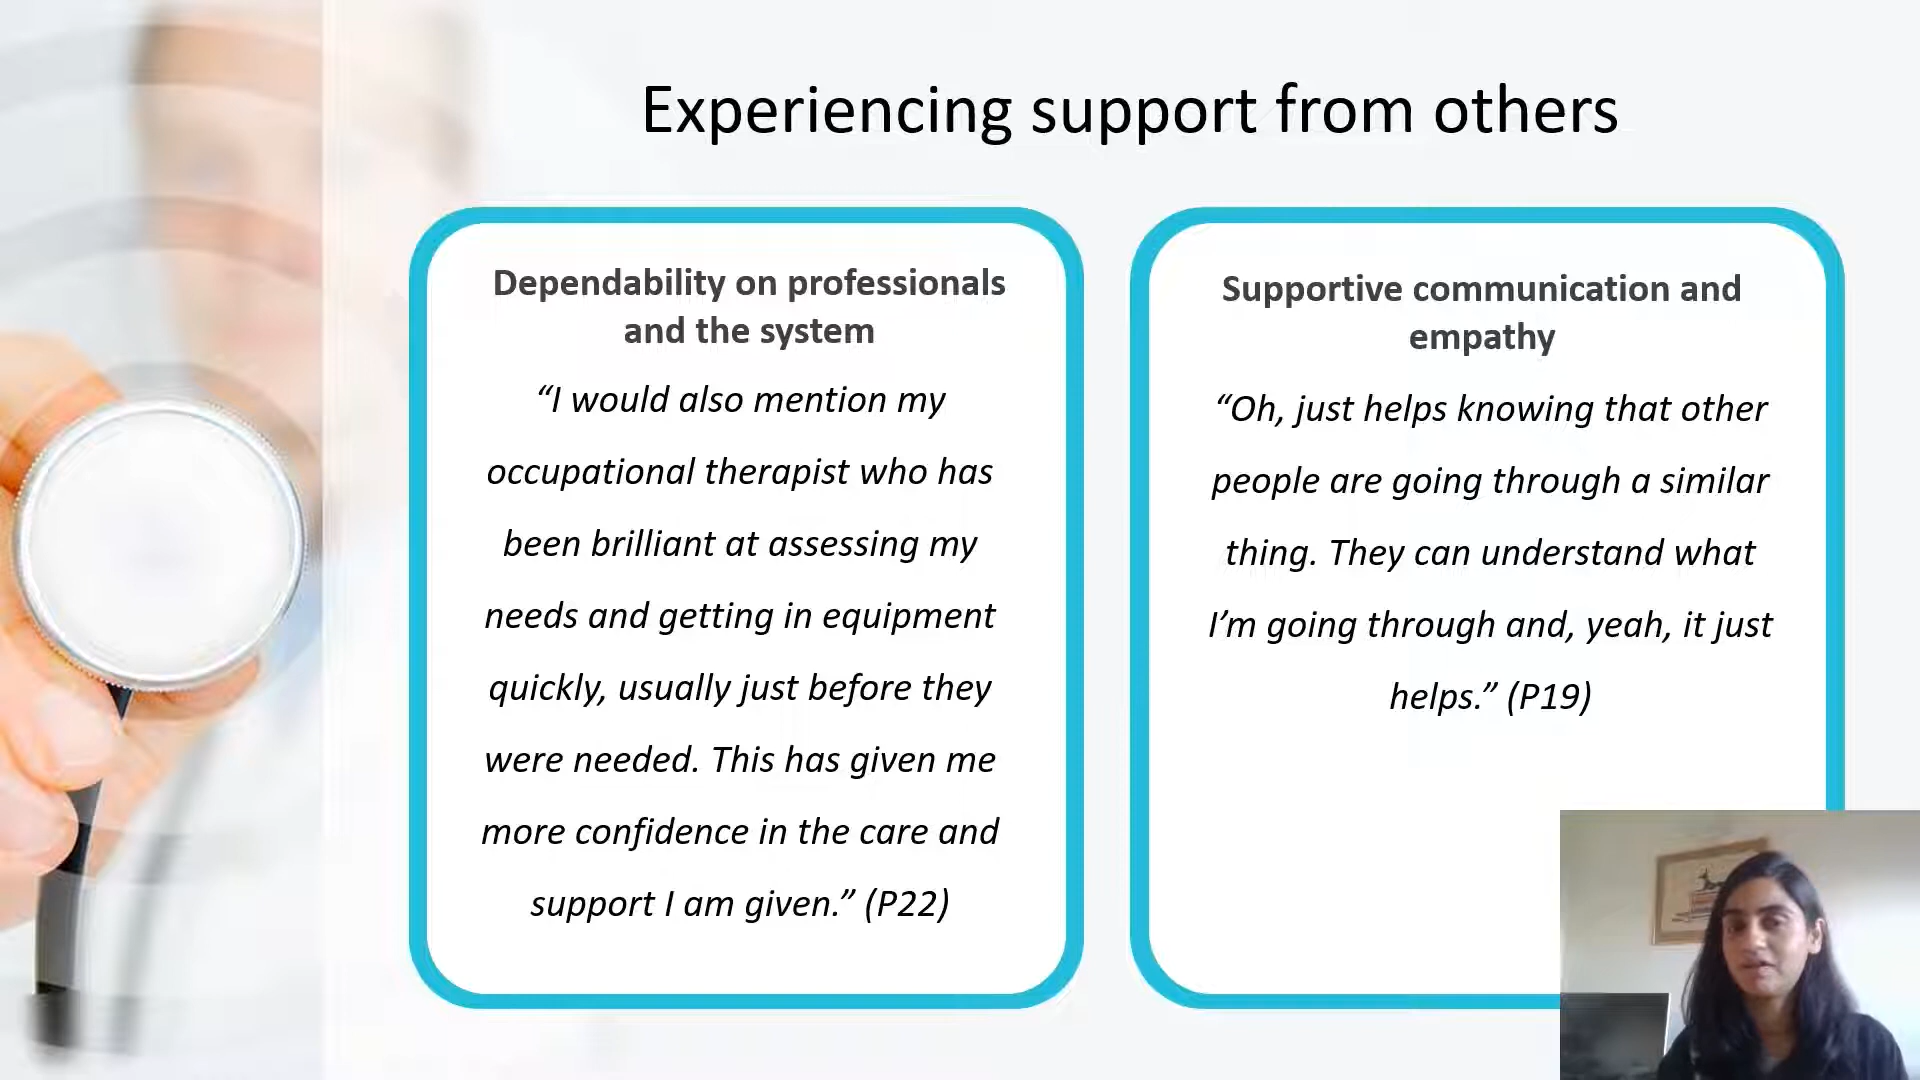 Experiencing support from others
Dependability on professionals
and the system
“I would also mention my
occupational therapist who has
been brilliant at assessing my
needs and getting in equipment
quickly, usually just before they
were needed. This has given me
more confidence in the care and
support I am given.” (P22)
Supportive communication and
empathy
“Oh, just helps knowing that other
people are going through a similar
thing. They can understand what
I’m going through and, yeah, it just
helps.” (P19)